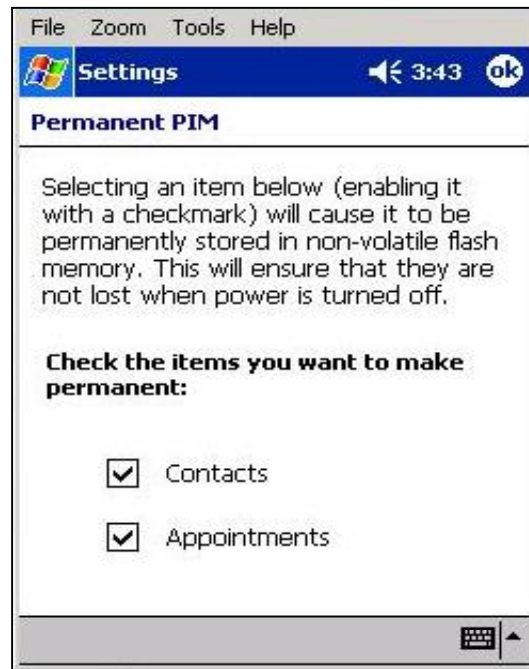 File Zoom Tools Help
Settings 3:43 ok
Permanent PIM
Selecting an item below (enabling it
with a checkmark) will cause it to be
permanently stored in non-volatile flash
memory. This will ensure that they are
not lost when power is turned off.
Check the items you want to make
permanent:
Contacts
Appointments